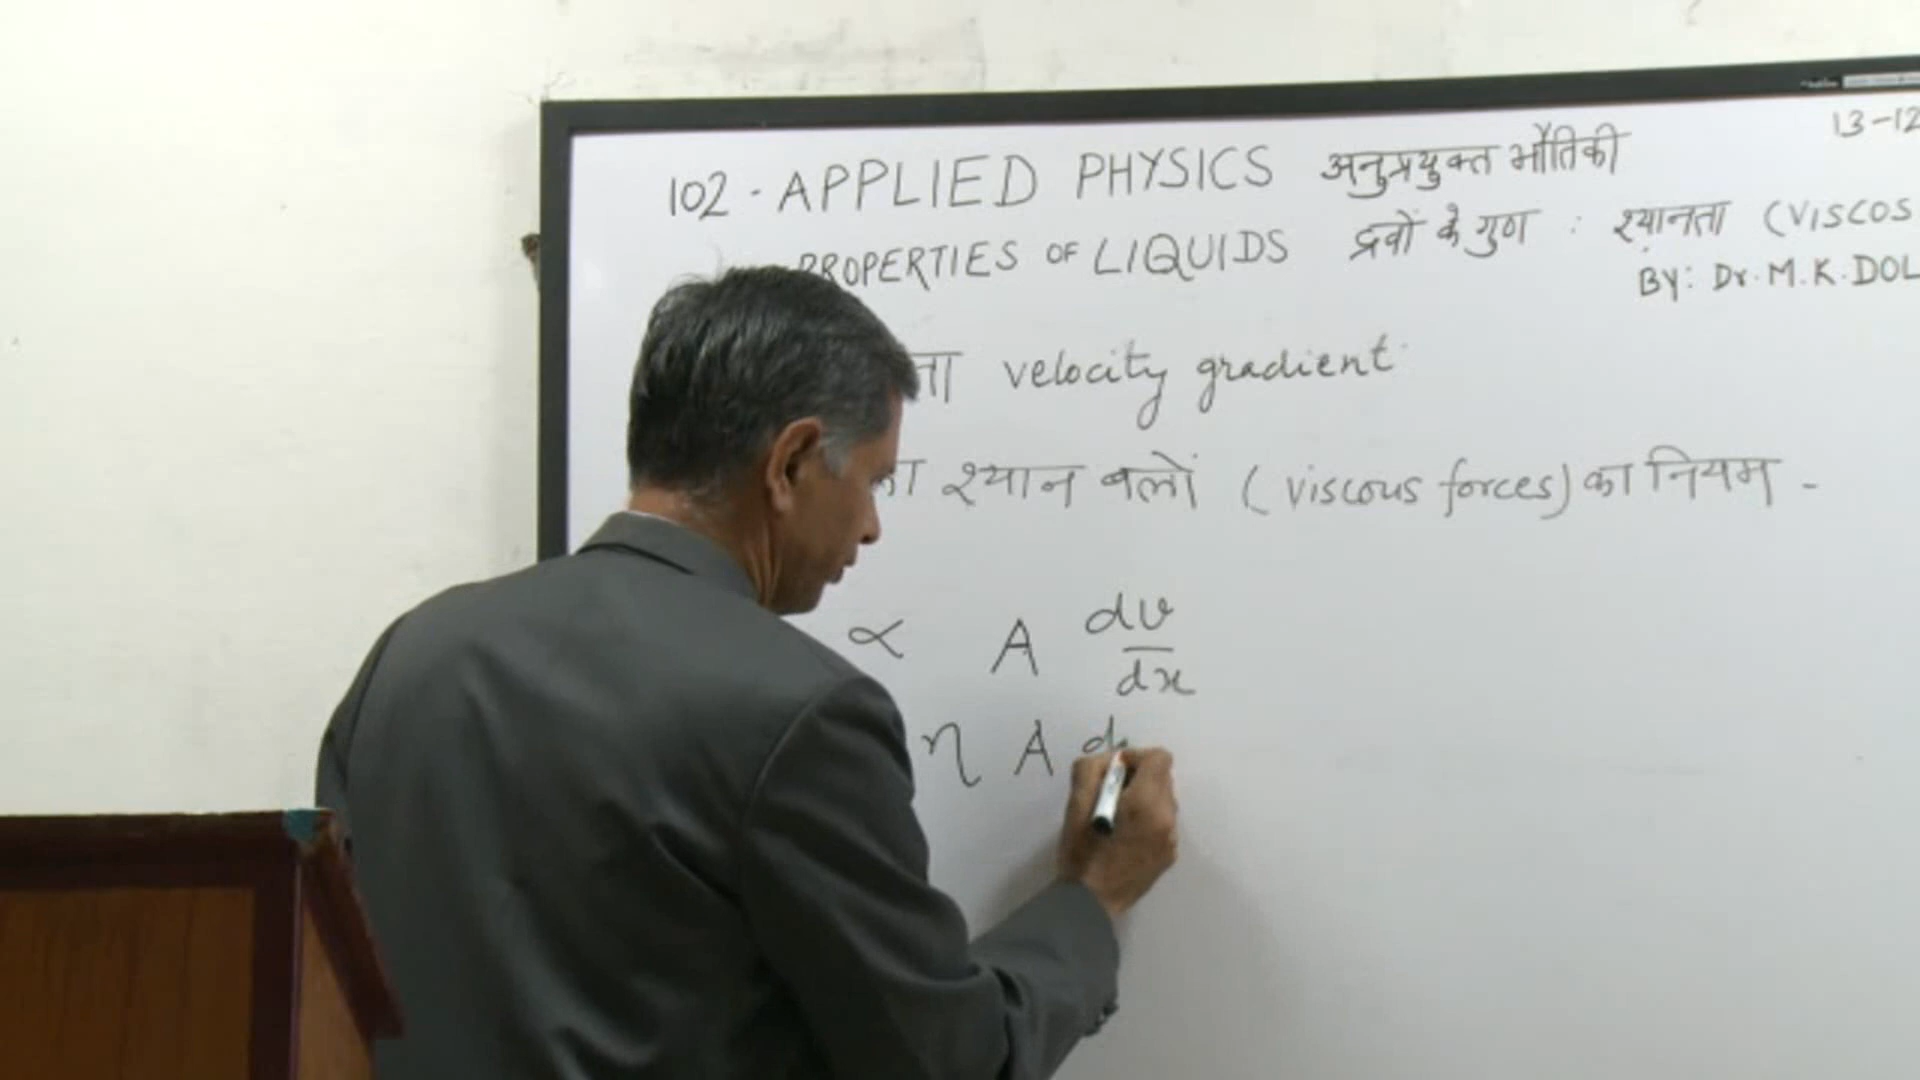 13-12
102 - APPLIED PHYSICS अनुप्रयुक्त भौतिकी
PROPERTIES OF LIQUIDS द्रवों के गुण : श्यानता (VISCOS
BY: Dr. M. K. DOL
velocity gradient
श्यान बलों (viscous forces) का नियम -
∝ A dv
dx
η A d